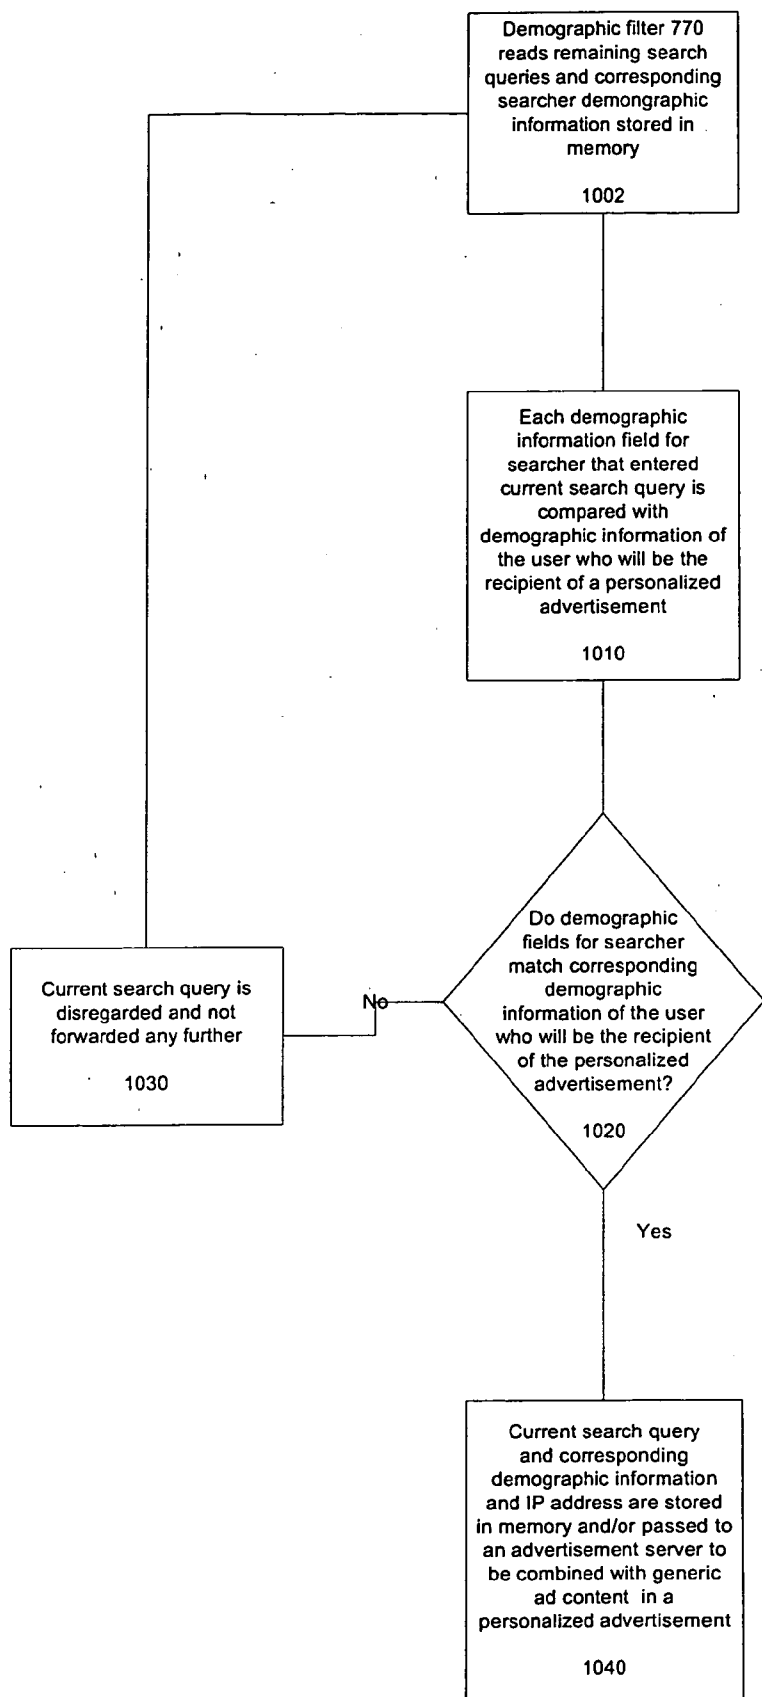 Demographic filter 770
reads remaining search
queries and corresponding
searcher demongraphic
information stored in
memory
1002
Each demographic
information field for
searcher that entered
current search query is
compared with
demographic information of
the user who will be the
recipient of a personalized
advertisement
1010
Do demographic
fields for searcher
match corresponding
demographic
information of the user
who will be the recipient
of the personalized
advertisement?
1020
No
Current search query is
disregarded and not
forwarded any further
1030
Yes
Current search query
and corresponding
demographic information
and IP address are stored
in memory and/or passed to
an advertisement server to
be combined with generic
ad content in a
personalized advertisement
1040